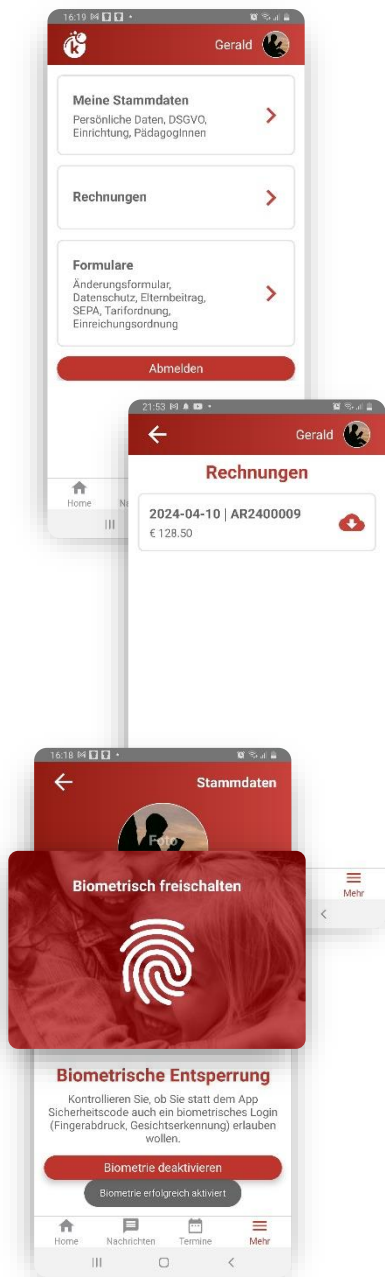 16:19
Gerald
Meine Stammdaten
Persönliche Daten, DSGVO,
Einrichtung, PädagogInnen
Rechnungen
Formulare
Änderungsformular,
Datenschutz, Elternbeitrag,
SEPA, Tarifordnung,
Einreichungsordnung
Abmelden
Home
21:53
Gerald
Rechnungen
2024-04-10 | AR2400009
€ 128.50
Mehr
16:18
Stammdaten
Foto
Biometrisch freischalten
Biometrische Entsperrung
Kontrollieren Sie, ob Sie statt dem App
Sicherheitscode auch ein biometrisches Login
(Fingerabdruck, Gesichtserkennung) erlauben
wollen.
Biometrie deaktivieren
Biometrie erfolgreich aktiviert
Home Nachrichten Termine Mehr